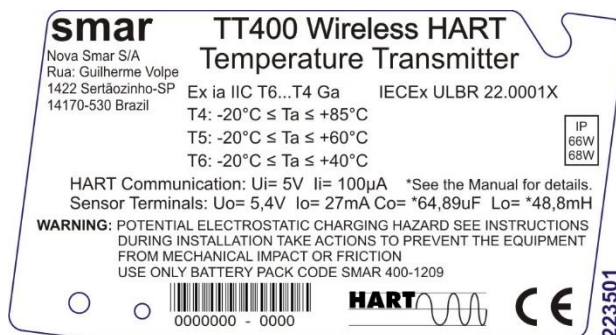 smar
Nova Smar S/A
Rua: Guilherme Volpe
1422 Sertãozinho-SP
14170-530 Brazil
TT400 Wireless HART
Temperature Transmitter
Ex ia IIC T6...T4 Ga IECEx ULBR 22.0001X
T4: -20°C ≤ Ta ≤ +85°C
T5: -20°C ≤ Ta ≤ +60°C
T6: -20°C ≤ Ta ≤ +40°C
IP
66W
68W
HART Communication: Ui= 5V Ii= 100µA *See the Manual for details.
Sensor Terminals: Uo= 5,4V Io= 27mA Co= *64,89uF Lo= *48,8mH
WARNING: POTENTIAL ELECTROSTATIC CHARGING HAZARD SEE INSTRUCTIONS
DURING INSTALLATION TAKE ACTIONS TO PREVENT THE EQUIPMENT
FROM MECHANICAL IMPACT OR FRICTION
USE ONLY BATTERY PACK CODE SMAR 400-1209
0000000 - 0000
HART
CE